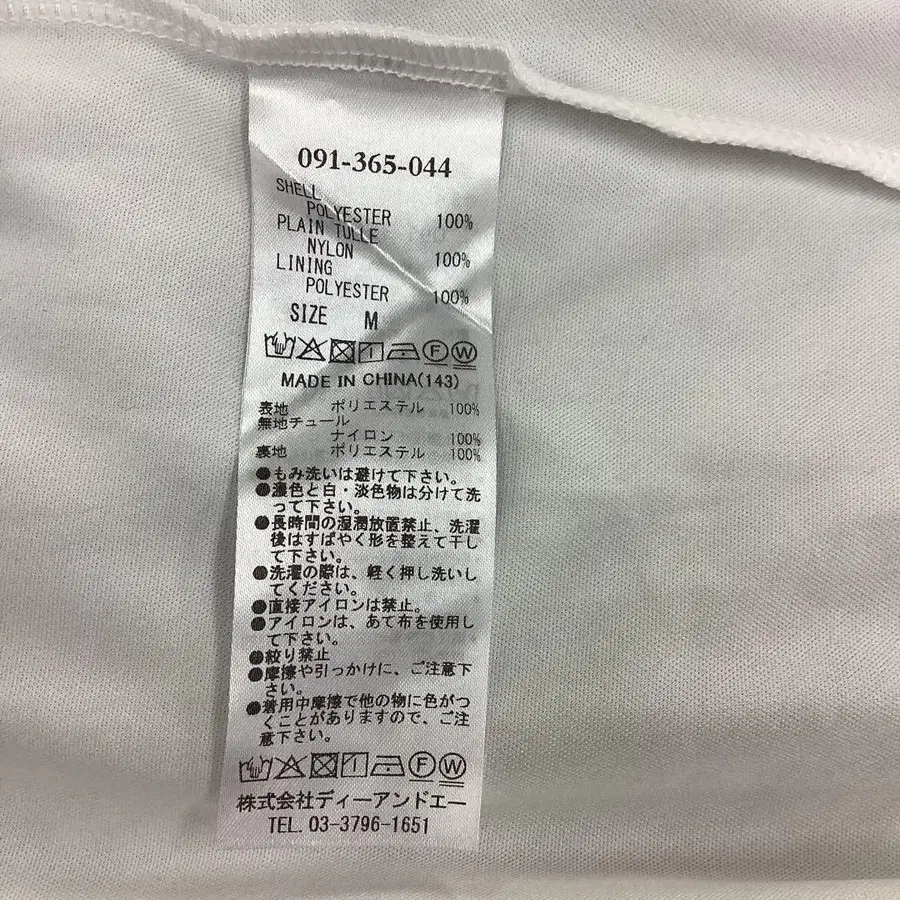 091-365-044
SHELL
POLYESTER 100%
PLAIN TULLE
NYLON 100%
LINING
POLYESTER 100%
SIZE M
F W
MADE IN CHINA(143)
表地 ポリエステル 100%
無地チュール
ナイロン 100%
裏地 ポリエステル 100%
●もみ洗いは避けて下さい。
●濃色と白・淡色物は分けて洗
って下さい。
●長時間の湿潤放置禁止、洗濯
後はすばやく形を整えて干し
て下さい。
●洗濯の際は、軽く押し洗いし
てください。
●直接アイロンは禁止。
●アイロンは、あて布を使用し
て下さい。
●絞り禁止
●摩擦や引っかけに、ご注意下
さい。
●着用中摩擦で他の物に色がつ
くことがありますので、ご注
意下さい。
F W
株式会社ディーアンドエー
TEL. 03-3796-1651